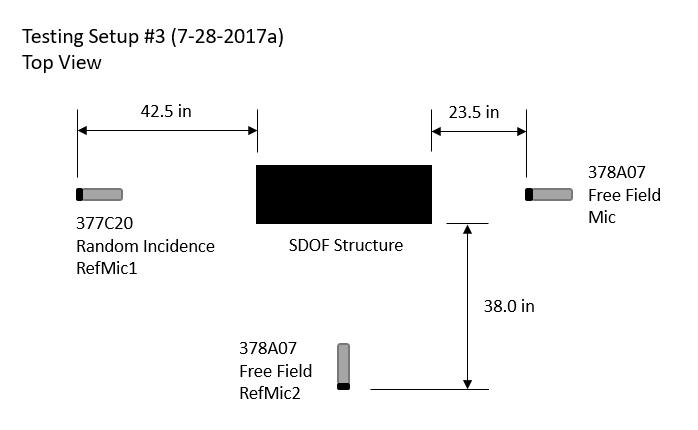 Testing Setup #3 (7-28-2017a)
Top View
42.5 in
23.5 in
378A07
Free Field
Mic
377C20
Random Incidence
RefMic1
SDOF Structure
38.0 in
378A07
Free Field
RefMic2